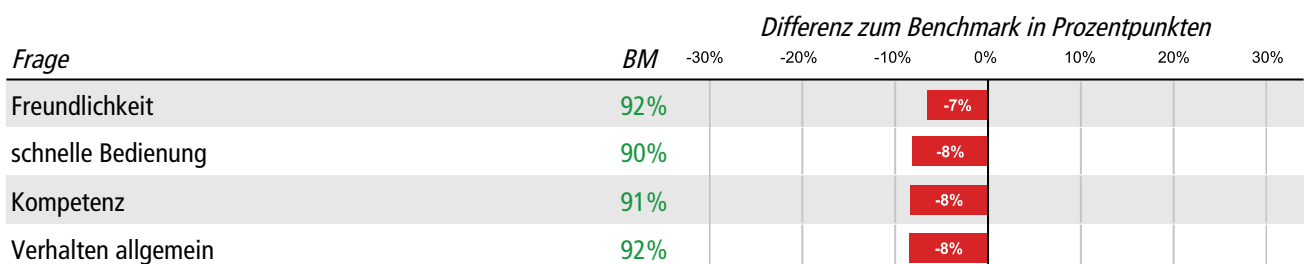 Differenz zum Benchmark in Prozentpunkten
Frage BM -30% -20% -10% 0% 10% 20% 30%
Freundlichkeit 92% -7%
schnelle Bedienung 90% -8%
Kompetenz 91% -8%
Verhalten allgemein 92% -8%